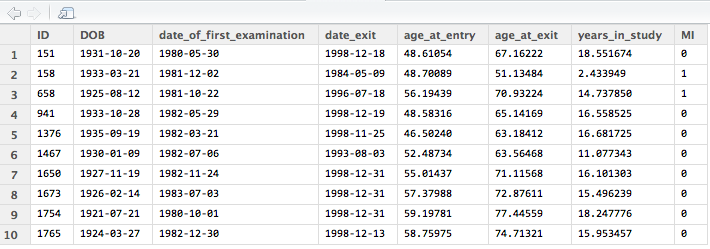 ID DOB date_of_first_examination date_exit age_at_entry age_at_exit years_in_study MI
1 151 1931-10-20 1980-05-30 1998-12-18 48.61054 67.16222 18.551674 0
2 158 1933-03-21 1981-12-02 1984-05-09 48.70089 51.13484 2.433949 1
3 658 1925-08-12 1981-10-22 1996-07-18 56.19439 70.93224 14.737850 1
4 941 1933-10-28 1982-05-29 1998-12-19 48.58316 65.14169 16.558525 0
5 1376 1935-09-19 1982-03-21 1998-11-25 46.50240 63.18412 16.681725 0
6 1467 1930-01-09 1982-07-06 1993-08-03 52.48734 63.56468 11.077343 0
7 1650 1927-11-19 1982-11-24 1998-12-31 55.01437 71.11568 16.101303 0
8 1673 1926-02-14 1983-07-03 1998-12-31 57.37988 72.87611 15.496239 0
9 1754 1921-07-21 1980-10-01 1998-12-31 59.19781 77.44559 18.247776 0
10 1765 1924-03-27 1982-12-30 1998-12-13 58.75975 74.71321 15.953457 0